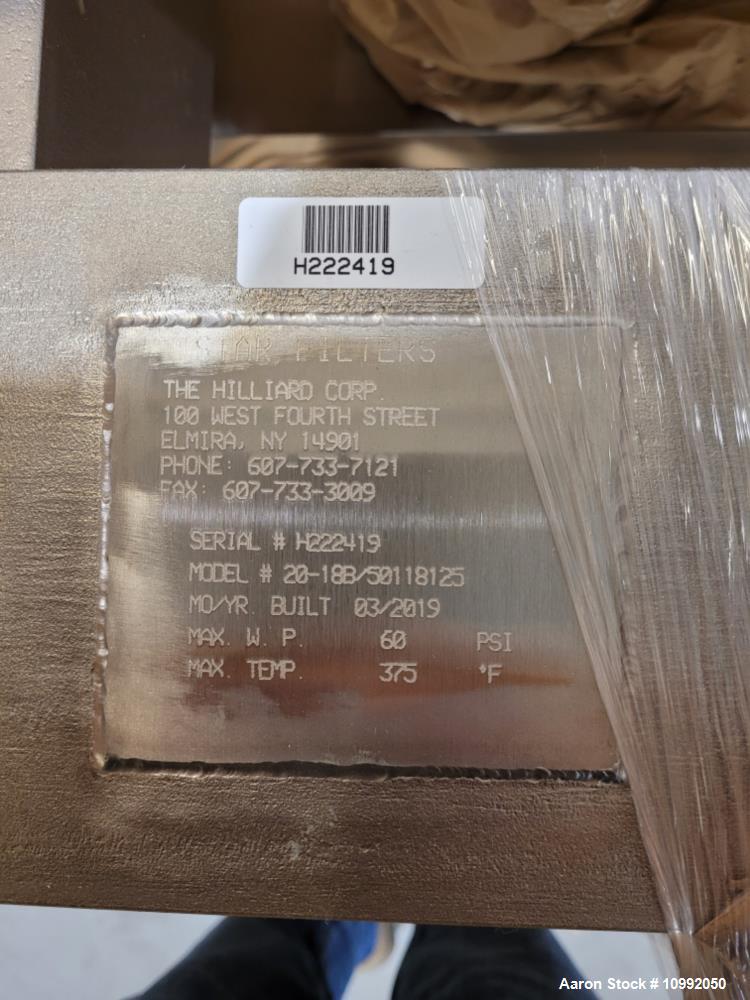 H222419
STAR FILTERS
THE HILLIARD CORP.
100 WEST FOURTH STREET
ELMIRA, NY 14901
PHONE: 607-733-7121
FAX: 607-733-3009
SERIAL # H222419
MODEL # 20-18B/50118125
MO/YR. BUILT 03/2019
MAX. W. P. 60 PSI
MAX. TEMP. 375 °F
Aaron Stock # 10992050